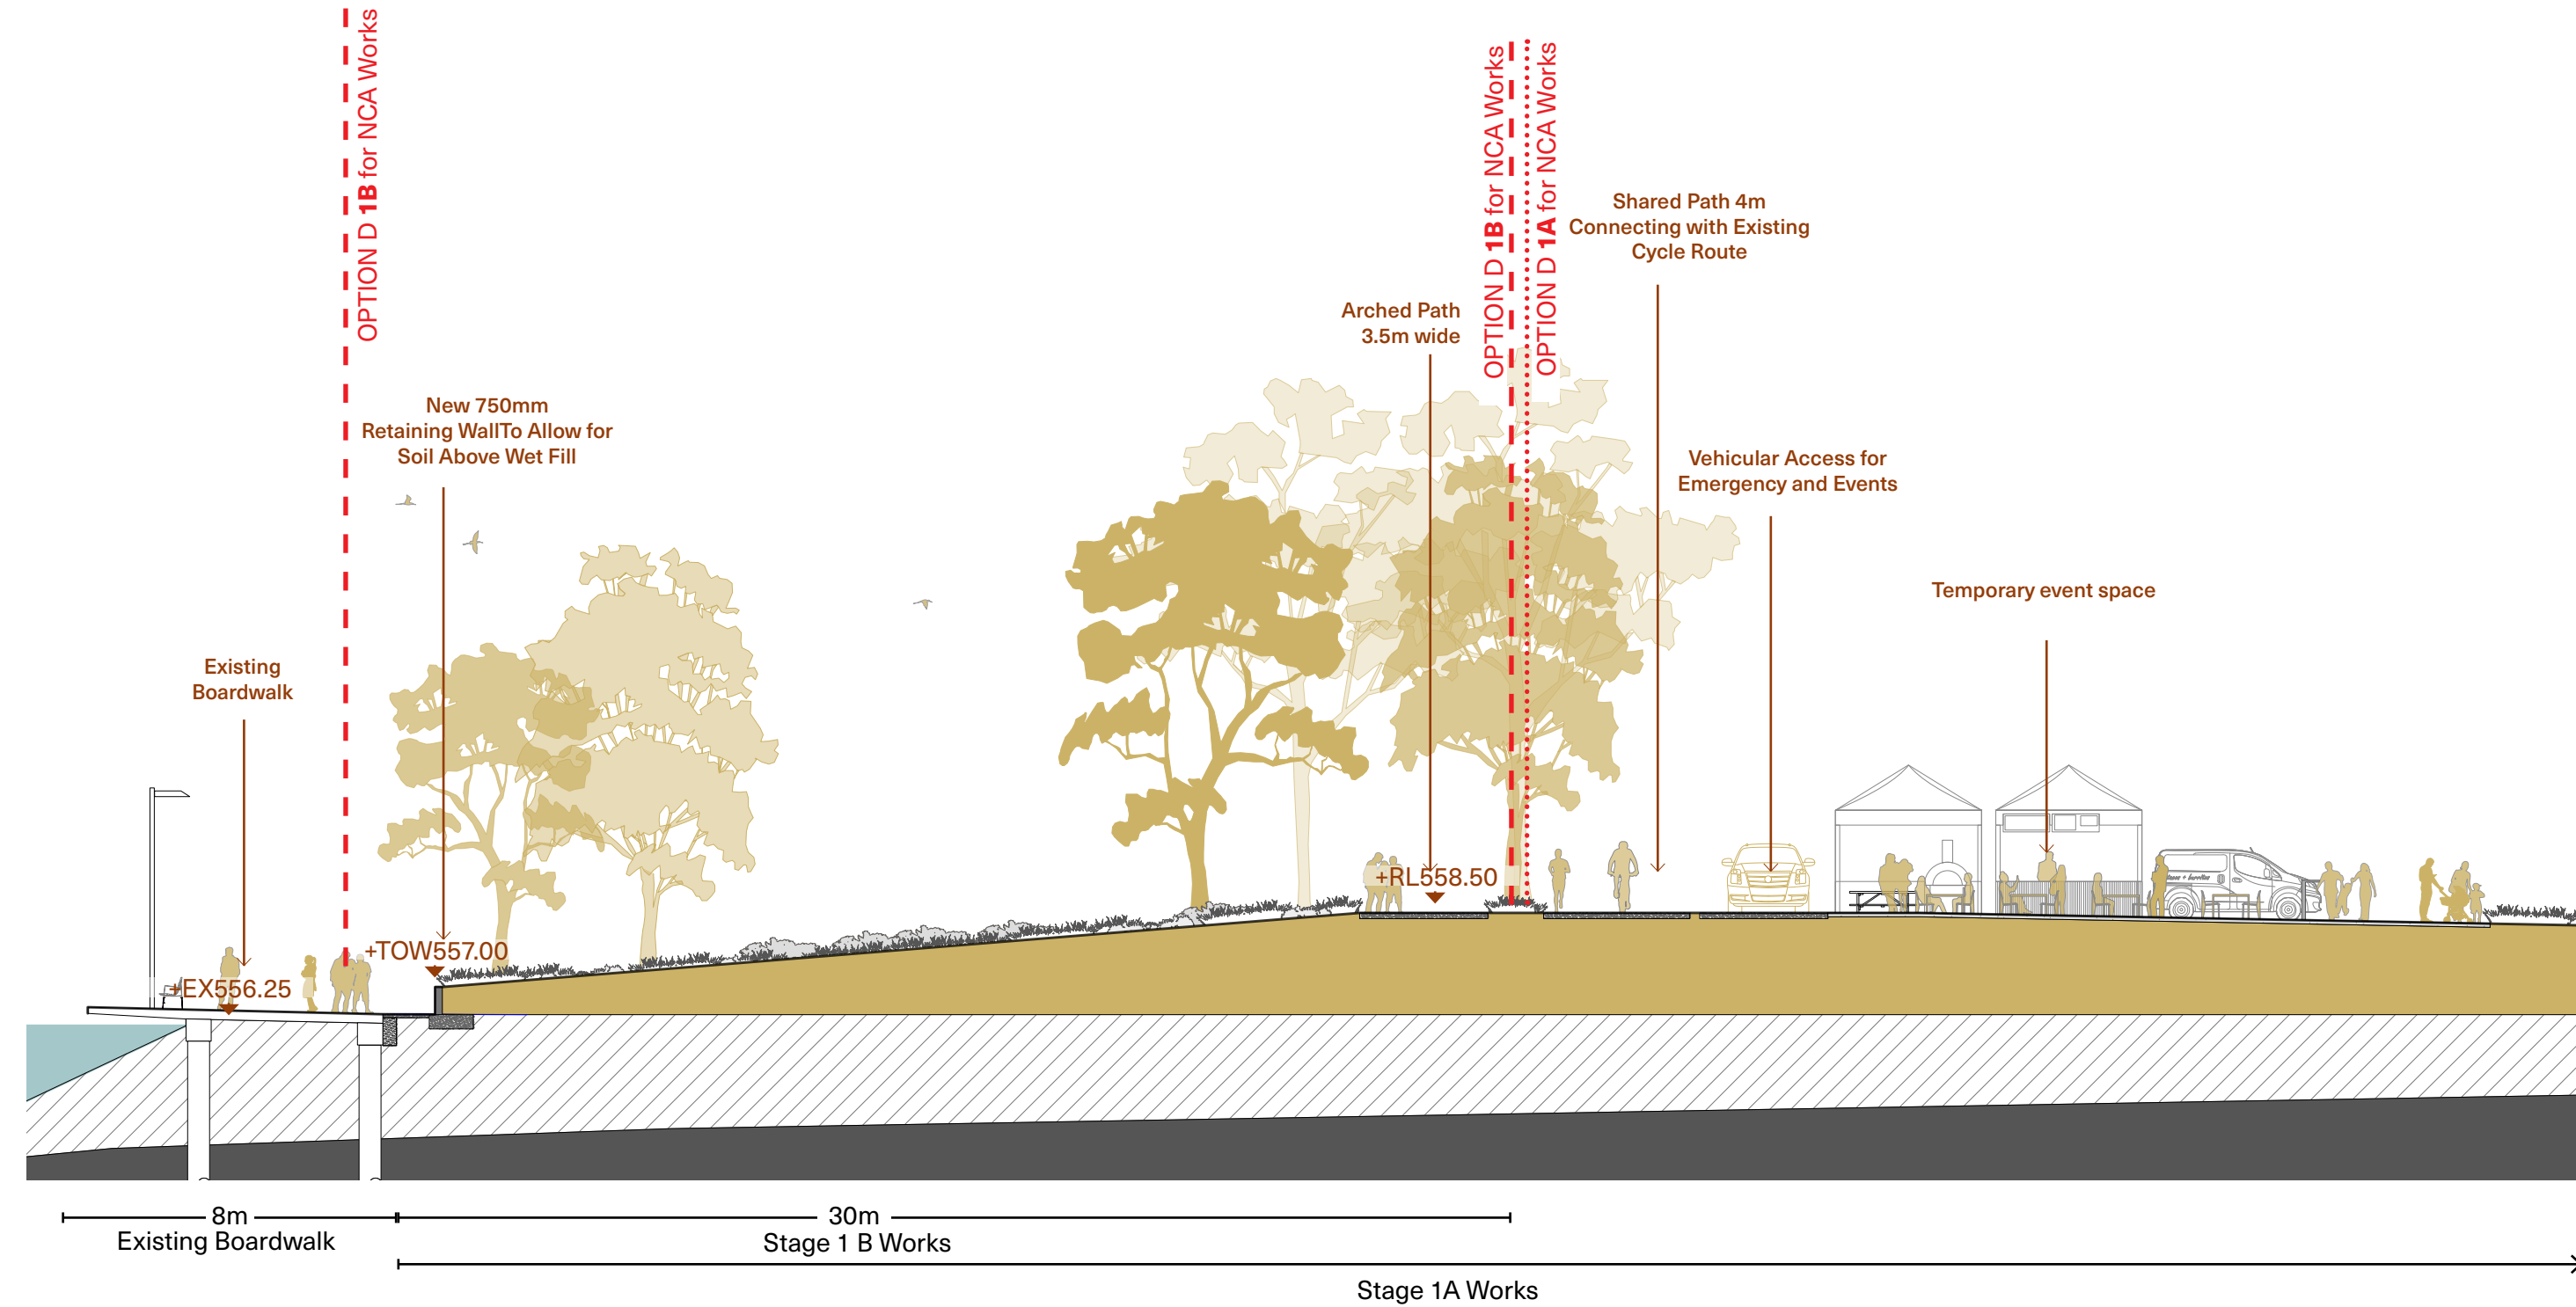 OPTION D 1B for NCA Works
OPTION D 1B for NCA Works
OPTION D 1A for NCA Works
Shared Path 4m
Connecting with Existing
Cycle Route
Arched Path
3.5m wide
New 750mm
Retaining WallTo Allow for
Soil Above Wet Fill
Vehicular Access for
Emergency and Events
Temporary event space
Existing
Boardwalk
+RL558.50
+TOW557.00
+EX556.25
8m
Existing Boardwalk
30m
Stage 1 B Works
Stage 1A Works